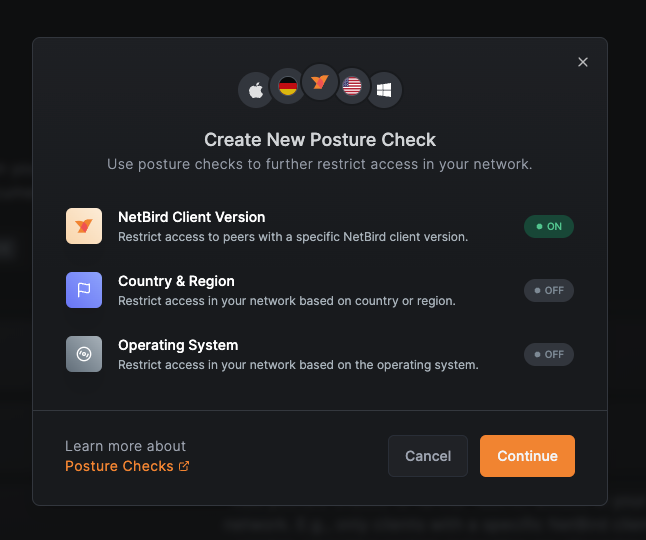 Create New Posture Check
Use posture checks to further restrict access in your network.
NetBird Client Version
Restrict access to peers with a specific NetBird client version.
ON
Country & Region
Restrict access in your network based on country or region.
OFF
Operating System
Restrict access in your network based on the operating system.
OFF
Learn more about
Posture Checks
Cancel
Continue